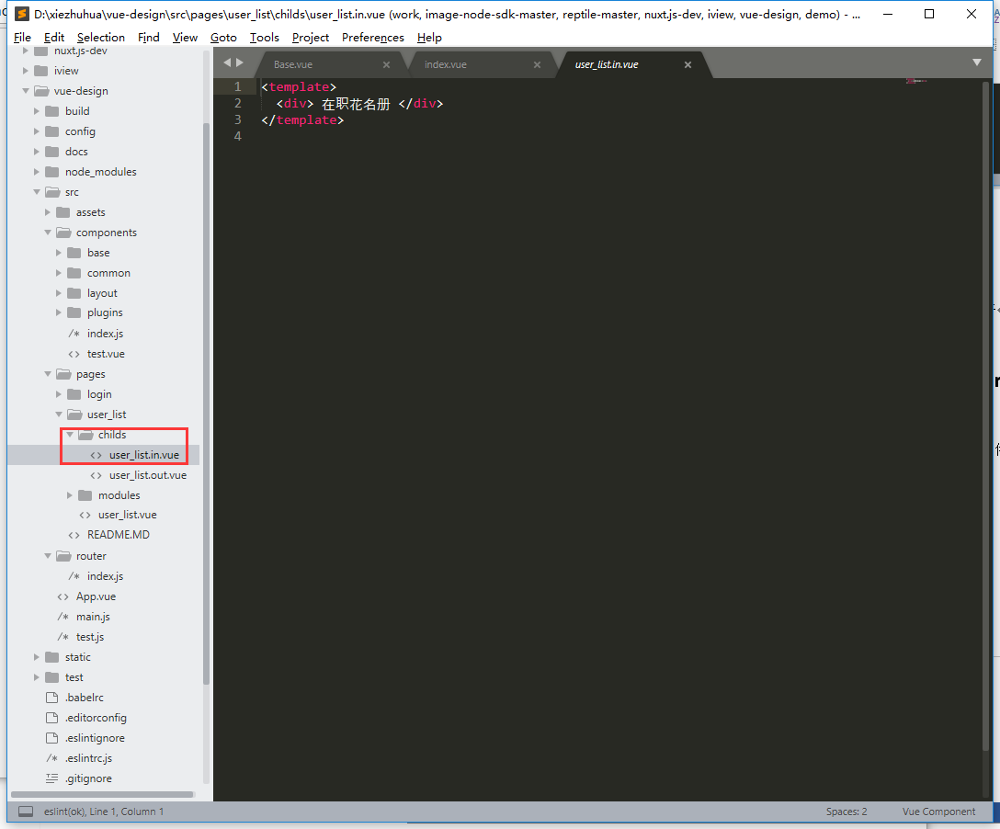 D:\xiezhuhua\vue-design\src\pages\user_list\childs\user_list.in.vue (work, image-node-sdk-master, reptile-master, nuxt.js-dev, iview, vue-design, demo) - ...
File Edit Selection Find View Goto Tools Project Preferences Help
nuxt.js-dev
iview
vue-design
build
config
docs
node_modules
src
assets
components
base
common
layout
plugins
/* index.js
<> test.vue
pages
login
user_list
childs
<> user_list.in.vue
<> user_list.out.vue
modules
<> user_list.vue
<> README.MD
router
/* index.js
<> App.vue
/* main.js
/* test.js
static
test
.babelrc
.editorconfig
.eslintignore
/* .eslintrc.js
.gitignore
Base.vue × index.vue × user_list.in.vue ×
1 <template>
2 <div> 在职花名册 </div>
3 </template>
4
eslint(ok), Line 1, Column 1 Spaces: 2 Vue Component